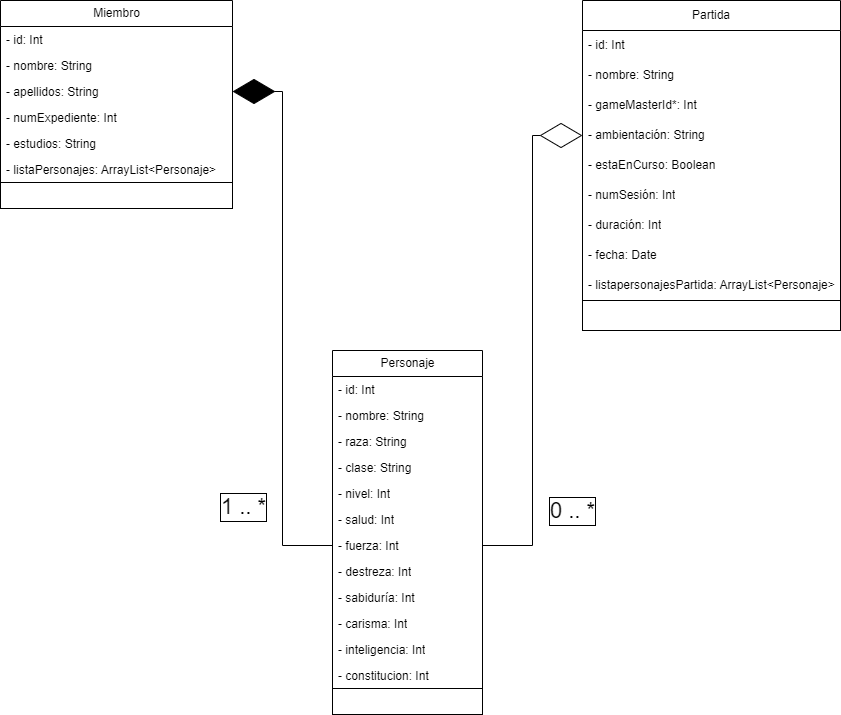 Miembro
- id: Int
- nombre: String
- apellidos: String
- numExpediente: Int
- estudios: String
- listaPersonajes: ArrayList<Personaje>
Partida
- id: Int
- nombre: String
- gameMasterId*: Int
- ambientación: String
- estaEnCurso: Boolean
- numSesión: Int
- duración: Int
- fecha: Date
- listapersonajesPartida: ArrayList<Personaje>
Personaje
- id: Int
- nombre: String
- raza: String
- clase: String
- nivel: Int
- salud: Int
- fuerza: Int
- destreza: Int
- sabiduría: Int
- carisma: Int
- inteligencia: Int
- constitucion: Int
1 .. *
0 .. *